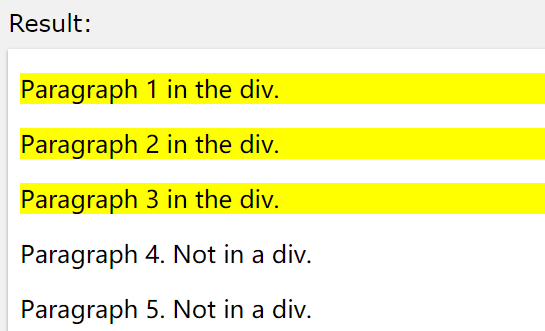 Result:
Paragraph 1 in the div.
Paragraph 2 in the div.
Paragraph 3 in the div.
Paragraph 4. Not in a div.
Paragraph 5. Not in a div.